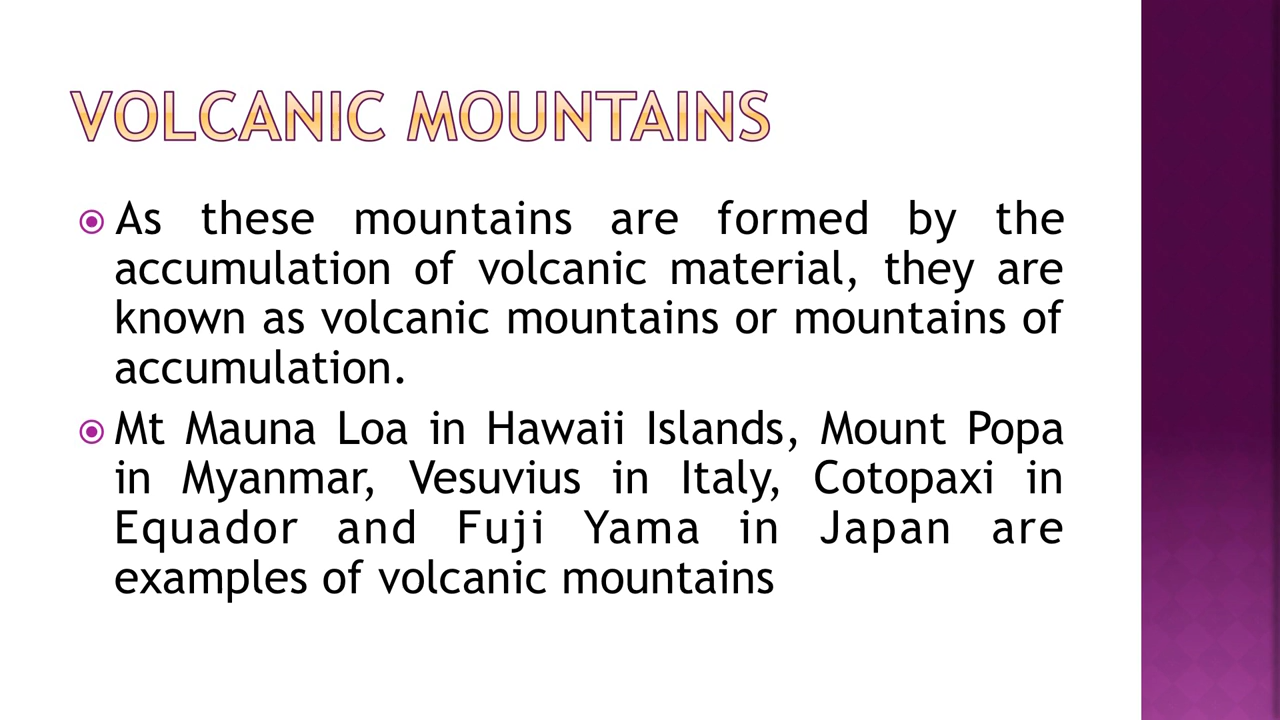 VOLCANIC MOUNTAINS
As these mountains are formed by the
accumulation of volcanic material, they are
known as volcanic mountains or mountains of
accumulation.
Mt Mauna Loa in Hawaii Islands, Mount Popa
in Myanmar, Vesuvius in Italy, Cotopaxi in
Equador and Fuji Yama in Japan are
examples of volcanic mountains